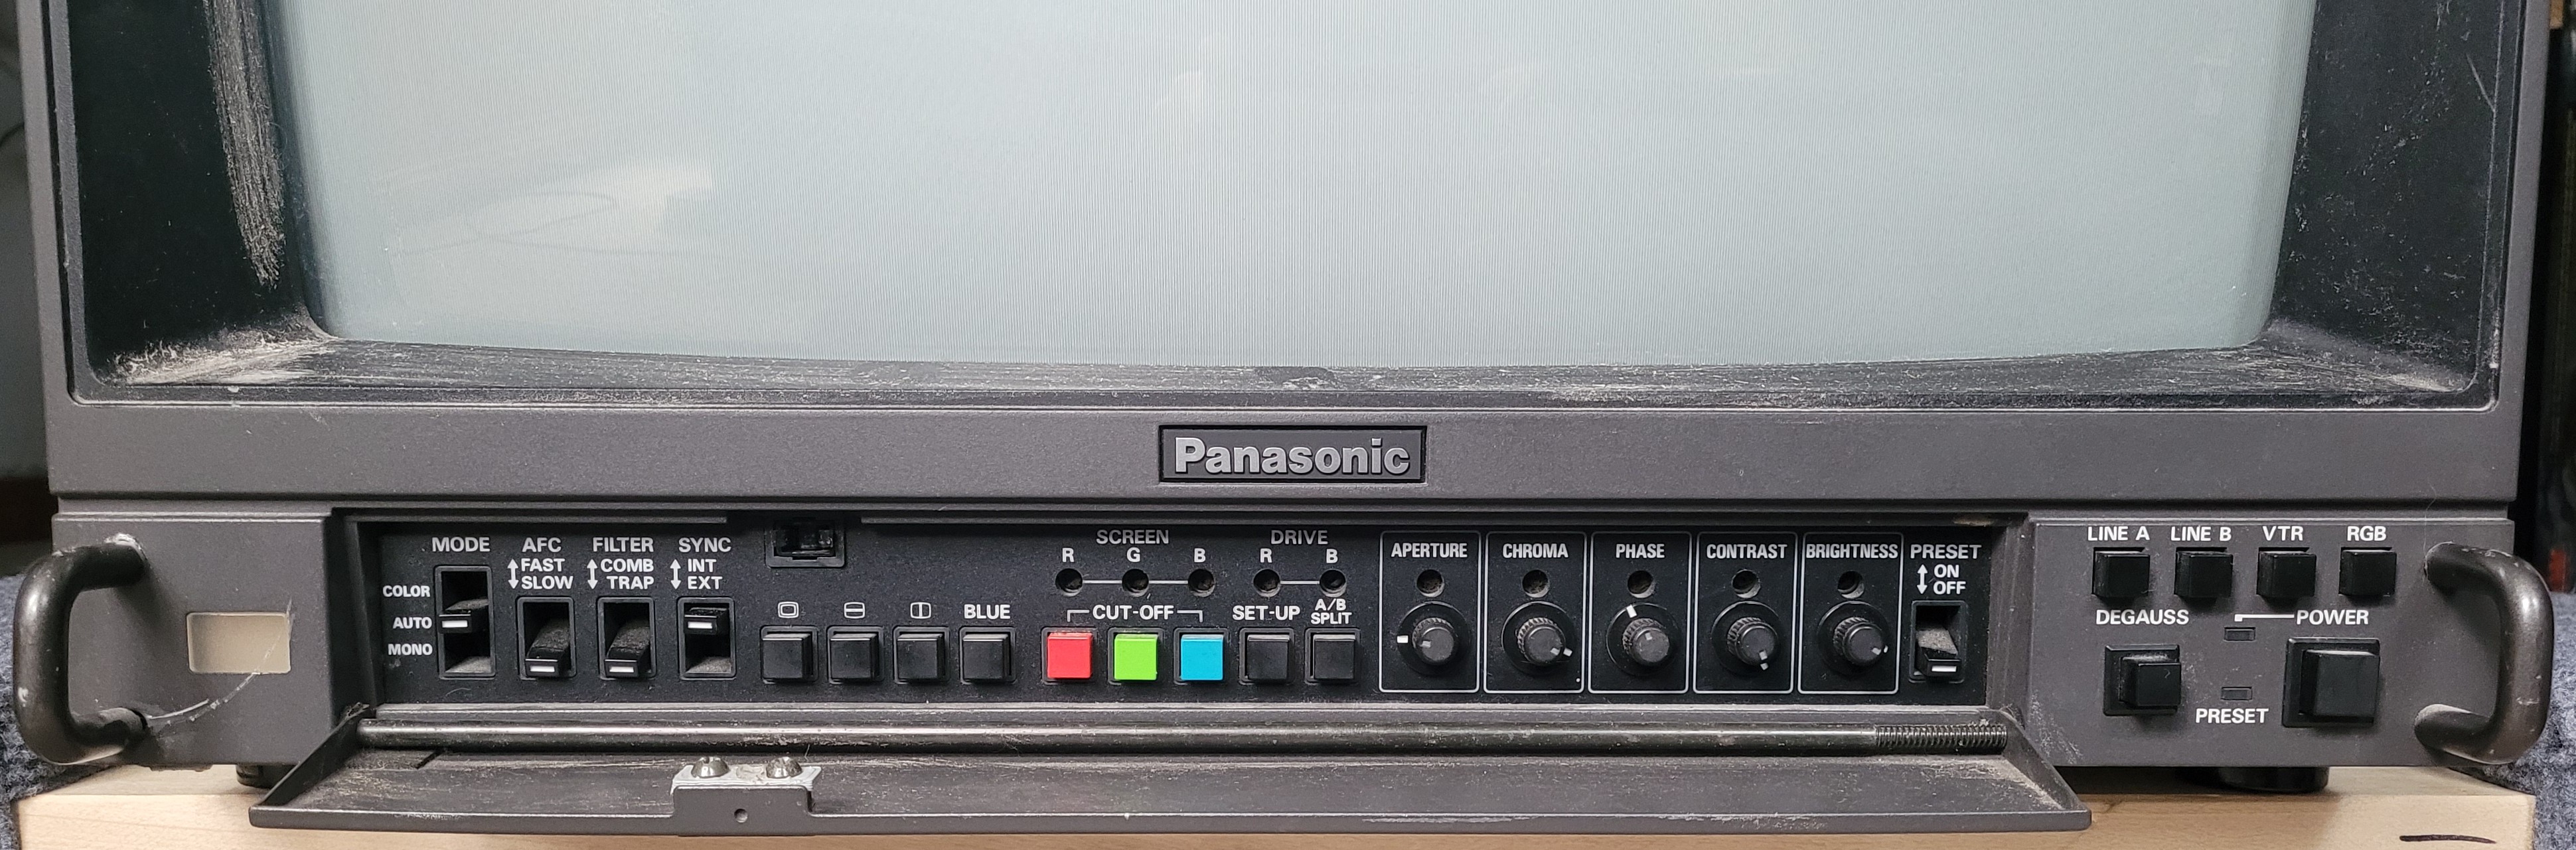 Panasonic
MODE
COLOR
AUTO
MONO
AFC
FAST
SLOW
FILTER
COMB
TRAP
SYNC
INT
EXT
BLUE
SCREEN
R G B
CUT-OFF
DRIVE
R B
SET-UP
A/B
SPLIT
APERTURE
CHROMA
PHASE
CONTRAST
BRIGHTNESS
PRESET
ON
OFF
LINE A
LINE B
VTR
RGB
DEGAUSS
POWER
PRESET